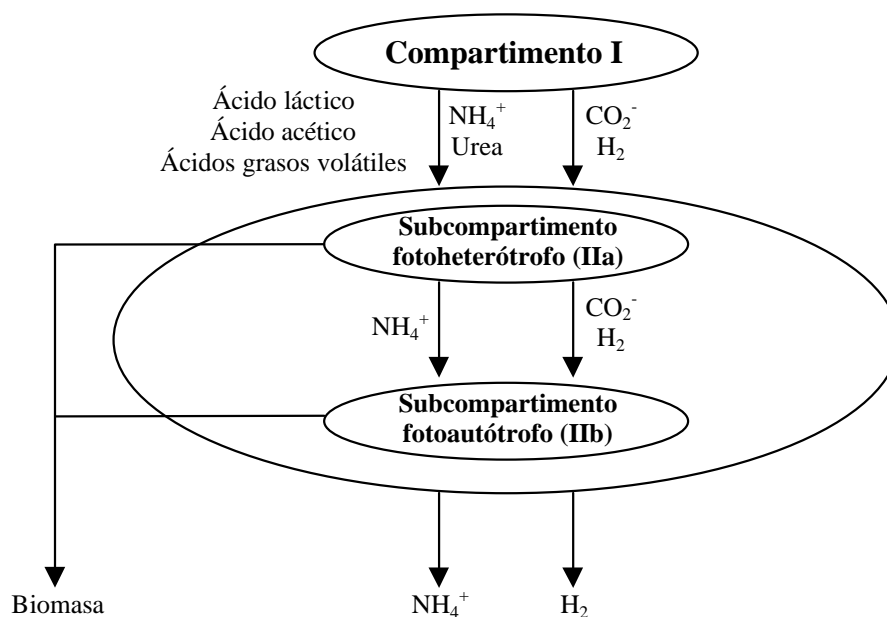 Compartimento I
Ácido láctico
Ácido acético
Ácidos grasos volátiles
NH₄⁺
Urea
CO₂⁻
H₂
Subcompartimento
fotoheterótrofo (IIa)
NH₄⁺
CO₂⁻
H₂
Subcompartimento
fotoautótrofo (IIb)
Biomasa
NH₄⁺
H₂